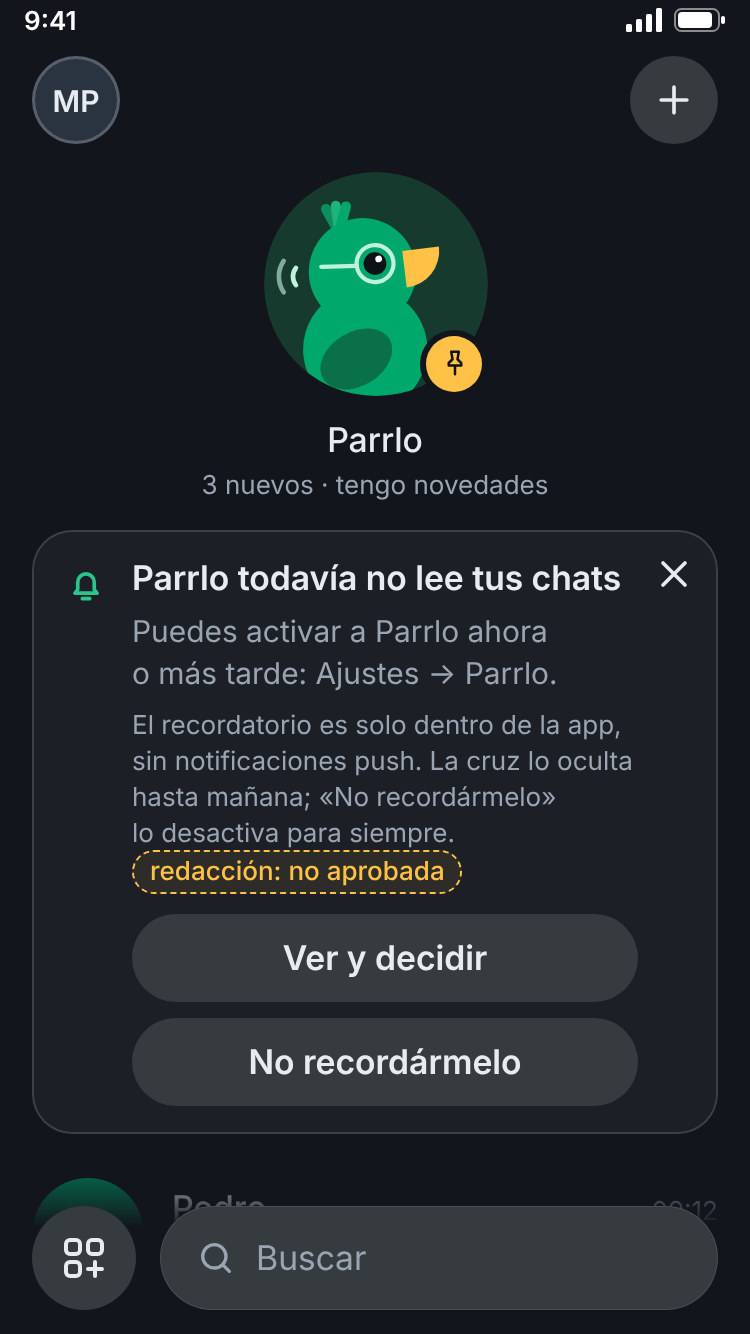 9:41
MP
Parrlo
3 nuevos · tengo novedades
Parrlo todavía no lee tus chats
Puedes activar a Parrlo ahora
o más tarde: Ajustes → Parrlo.
El recordatorio es solo dentro de la app,
sin notificaciones push. La cruz lo oculta
hasta mañana; «No recordármelo»
lo desactiva para siempre.
redacción: no aprobada
Ver y decidir
No recordármelo
Pedro
Buscar